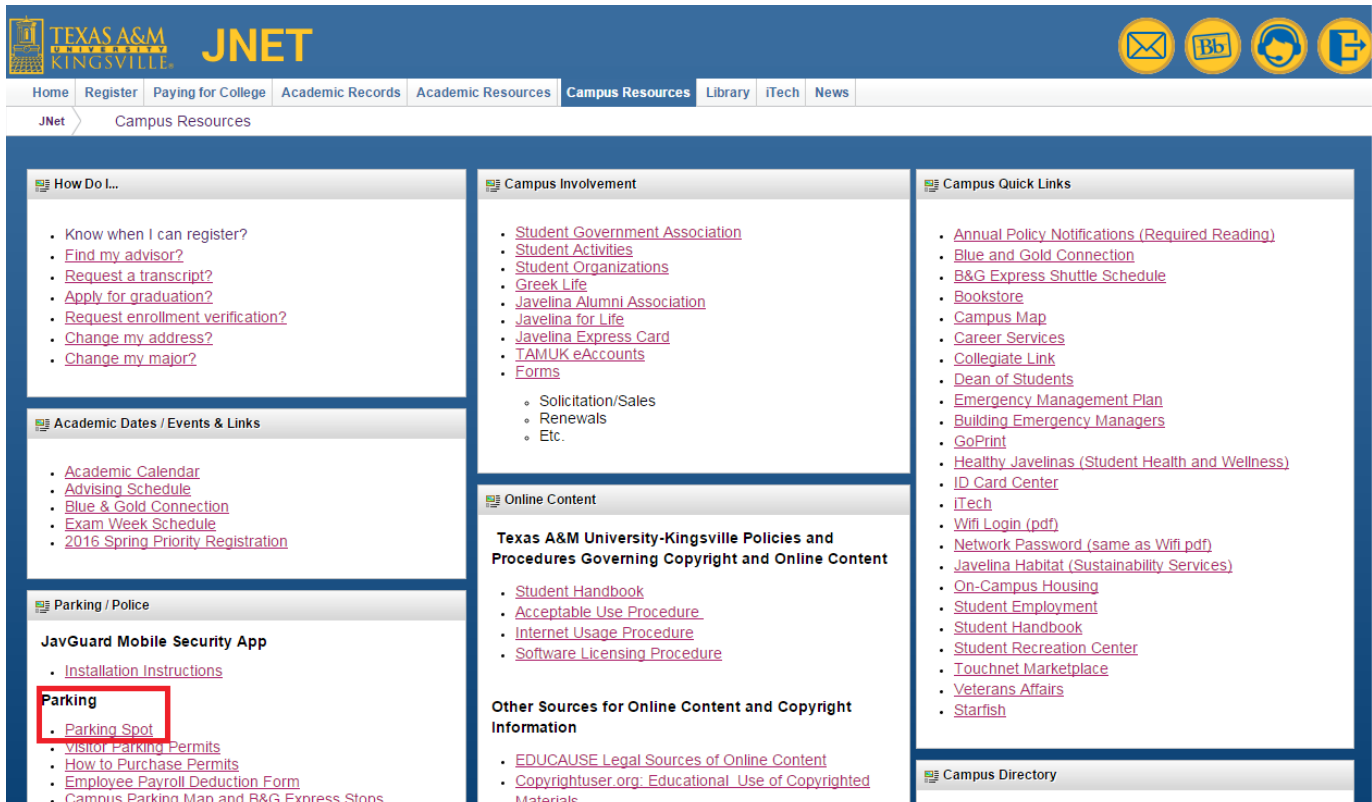 TEXAS A&M
UNIVERSITY
KINGSVILLE®
JNET
Bb
Home Register Paying for College Academic Records Academic Resources Campus Resources Library iTech News
JNet Campus Resources
How Do I...
Know when I can register?
Find my advisor?
Request a transcript?
Apply for graduation?
Request enrollment verification?
Change my address?
Change my major?
Academic Dates / Events & Links
Academic Calendar
Advising Schedule
Blue & Gold Connection
Exam Week Schedule
2016 Spring Priority Registration
Parking / Police
JavGuard Mobile Security App
Installation Instructions
Parking
Parking Spot
Visitor Parking Permits
How to Purchase Permits
Employee Payroll Deduction Form
Campus Parking Map and B&G Express Stops
Campus Involvement
Student Government Association
Student Activities
Student Organizations
Greek Life
Javelina Alumni Association
Javelina for Life
Javelina Express Card
TAMUK eAccounts
Forms
Solicitation/Sales
Renewals
Etc.
Online Content
Texas A&M University-Kingsville Policies and
Procedures Governing Copyright and Online Content
Student Handbook
Acceptable Use Procedure
Internet Usage Procedure
Software Licensing Procedure
Other Sources for Online Content and Copyright
Information
EDUCAUSE Legal Sources of Online Content
Copyrightuser.org: Educational Use of Copyrighted
Materials
Campus Quick Links
Annual Policy Notifications (Required Reading)
Blue and Gold Connection
B&G Express Shuttle Schedule
Bookstore
Campus Map
Career Services
Collegiate Link
Dean of Students
Emergency Management Plan
Building Emergency Managers
GoPrint
Healthy Javelinas (Student Health and Wellness)
ID Card Center
iTech
Wifi Login (pdf)
Network Password (same as Wifi pdf)
Javelina Habitat (Sustainability Services)
On-Campus Housing
Student Employment
Student Handbook
Student Recreation Center
Touchnet Marketplace
Veterans Affairs
Starfish
Campus Directory